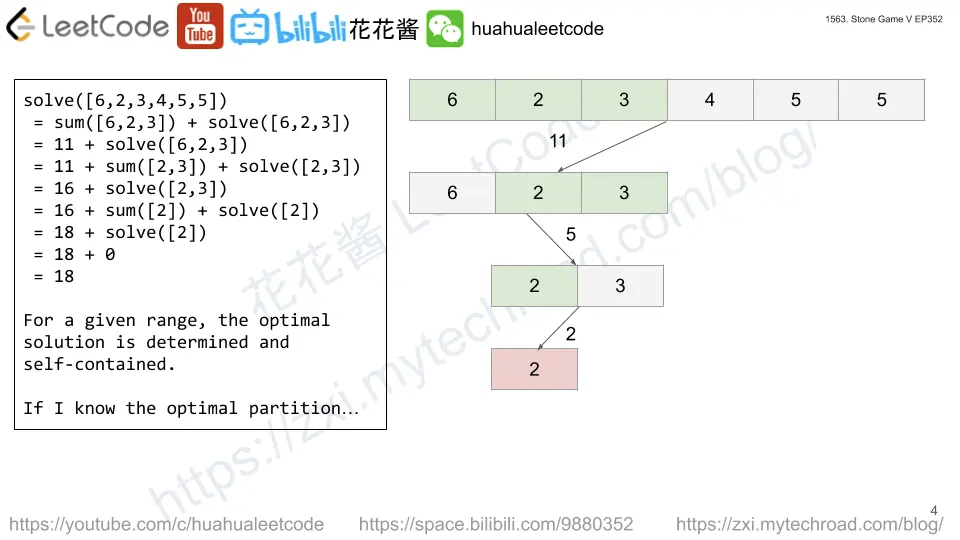 LeetCode You Tube bilibili 花花酱 huahualeetcode
1563. Stone Game V EP352
solve([6,2,3,4,5,5])
= sum([6,2,3]) + solve([6,2,3])
= 11 + solve([6,2,3])
= 11 + sum([2,3]) + solve([2,3])
= 16 + solve([2,3])
= 16 + sum([2]) + solve([2])
= 18 + solve([2])
= 18 + 0
= 18
For a given range, the optimal
solution is determined and
self-contained.
If I know the optimal partition…
6 2 3 4 5 5
11
6 2 3
5
2 3
2
2
花花酱 LeetCode
https://zxi.mytechroad.com/blog/
4
https://youtube.com/c/huahualeetcode https://space.bilibili.com/9880352 https://zxi.mytechroad.com/blog/